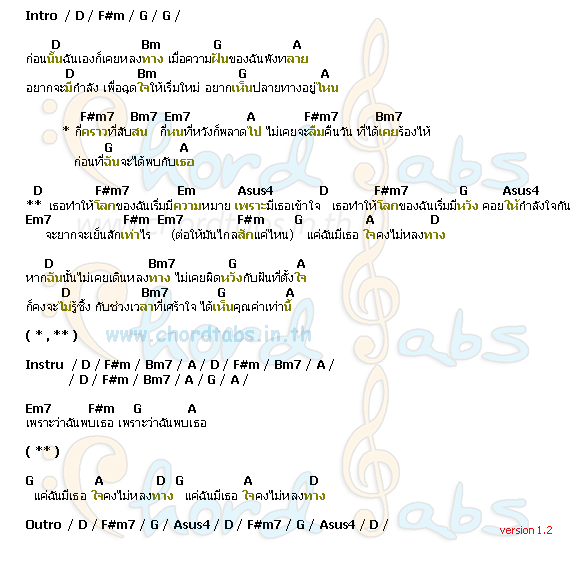 Intro / D / F#m / G / G /
D Bm G A
ก่อนนั้นฉันเองก็เคยหลงทาง เมื่อความฝันของฉันพังทลาย
D Bm G A
อยากจะมีกำลัง เพื่อฉุดใจให้เริ่มใหม่ อยากเห็นปลายทางอยู่ไหน
F#m7 Bm7 Em7 A F#m7 Bm7
* กี่คราวที่สับสน กี่หนที่หวังก็พลาดไป ไม่เคยจะลืมคืนวัน ที่ได้เคยร้องไห้
G A
ก่อนที่ฉันจะได้พบกับเธอ
D F#m7 Em Asus4 D F#m7 G Asus4
** เธอทำให้โลกของฉันเริ่มมีความหมาย เพราะมีเธอเข้าใจ เธอทำให้โลกของฉันเริ่มมีหวัง คอยให้กำลังใจกัน
Em7 F#m Em7 F#m G A D
จะยากจะเย็นสักเท่าไร (ต่อให้มันไกลสักแค่ไหน) แค่ฉันมีเธอ ใจคงไม่หลงทาง
A Bm7 G A
หากฉันนั้นไม่เคยเดินหลงทาง ไม่เคยผิดหวังกับฝันที่ตั้งใจ
D Bm7 G A
ก็คงจะไม่รู้ซึ้ง กับช่วงเวลาที่เศร้าใจ ได้เห็นคุณค่าเท่านี้
( * , ** )
www.chordtabs.in.th
Instru / D / F#m / Bm7 / A / D / F#m / Bm7 / A /
/ D / F#m / Bm7 / A / G / A /
Em7 F#m G A
เพราะว่าฉันพบเธอ เพราะว่าฉันพบเธอ
( ** )
G A D G A D
แค่ฉันมีเธอ ใจคงไม่หลงทาง แค่ฉันมีเธอ ใจคงไม่หลงทาง
Outro / D / F#m7 / G / Asus4 / D / F#m7 / G / Asus4 / D /
version 1.2